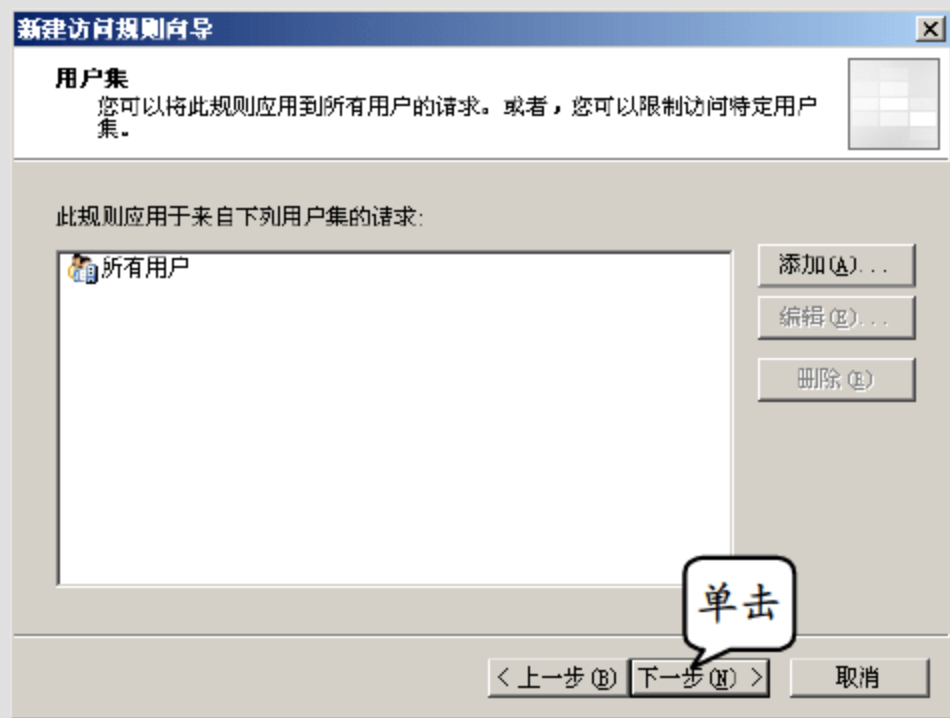 新建访问规则向导
用户集
您可以将此规则应用到所有用户的请求。或者，您可以限制访问特定用户
集。
此规则应用于来自下列用户集的请求:
所有用户
添加(A)...
编辑(E)...
删除(R)
单击
< 上一步(B)
下一步(N) >
取消